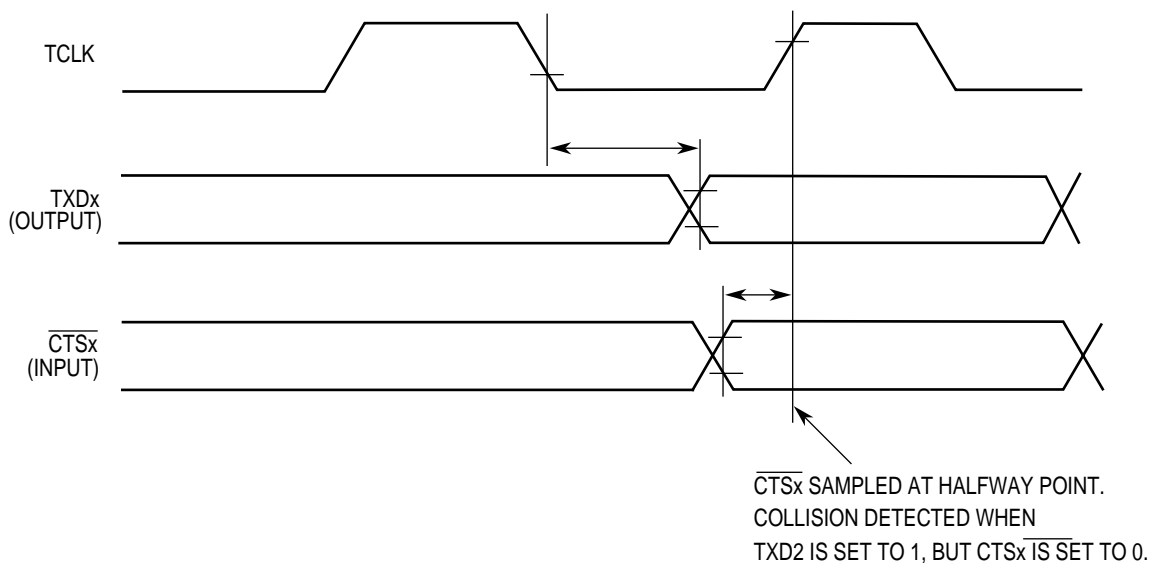 TCLK
TXDx
(OUTPUT)
CTSx
(INPUT)
CTSx SAMPLED AT HALFWAY POINT.
COLLISION DETECTED WHEN
TXD2 IS SET TO 1, BUT CTSx IS SET TO 0.